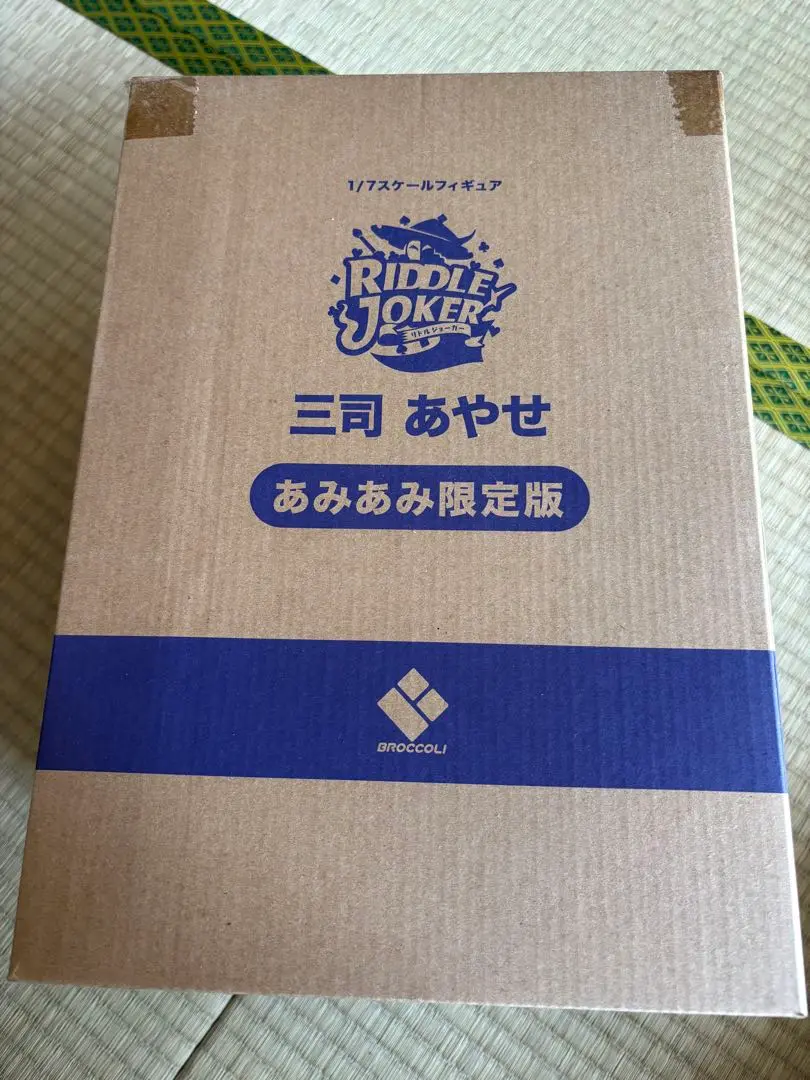 1/7スケールフィギュア
RIDDLE
JOKER
リドルジョーカー
三司 あやせ
あみあみ限定版
BROCCOLI